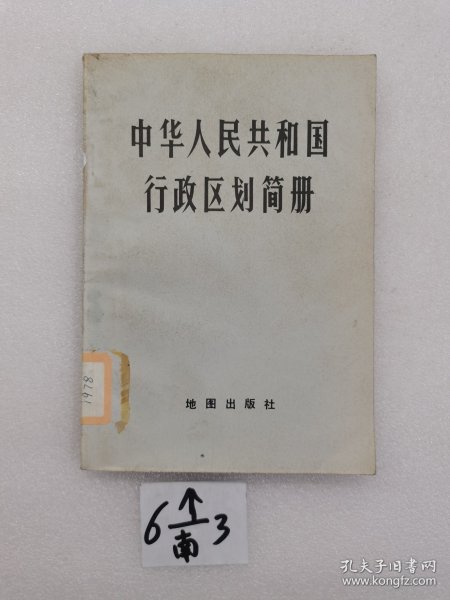 中华人民共和国
行政区划简册
1978
地图出版社
6 ↑ 3
南
孔夫子旧书网
www.kongfz.com